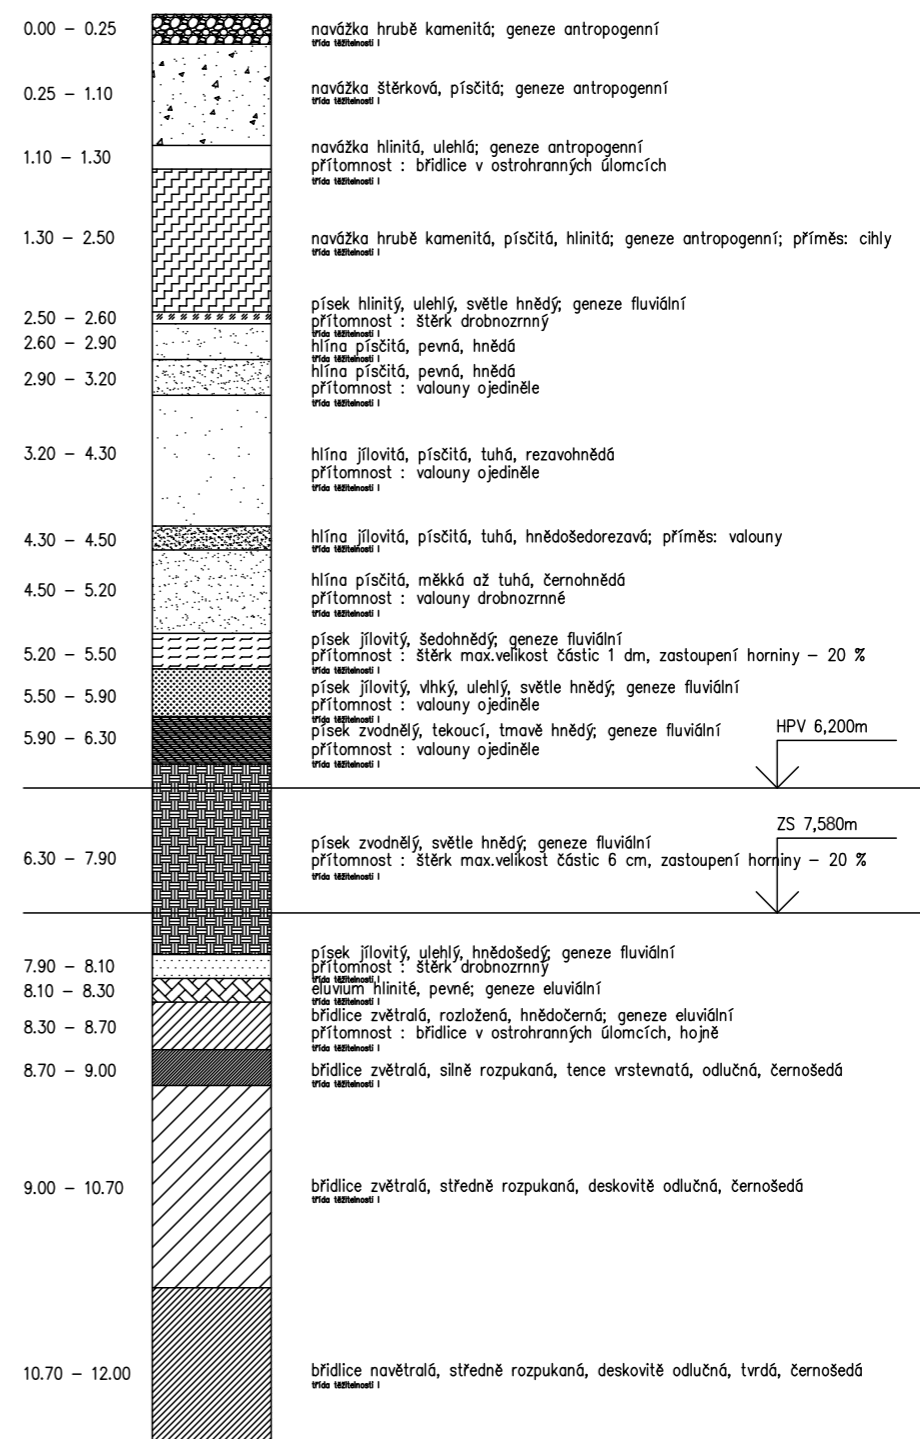 0.00 – 0.25
navážka hrubě kamenitá; geneze antropogenní
třída těžitelnosti I
0.25 – 1.10
navážka štěrková, písčitá; geneze antropogenní
třída těžitelnosti I
1.10 – 1.30
navážka hlinitá, ulehlá; geneze antropogenní
přítomnost : břidlice v ostrohranných úlomcích
třída těžitelnosti I
1.30 – 2.50
navážka hrubě kamenitá, písčitá, hlinitá; geneze antropogenní; příměs: cihly
třída těžitelnosti I
2.50 – 2.60
písek hlinitý, ulehlý, světle hnědý; geneze fluviální
přítomnost : štěrk drobnozrnný
třída těžitelnosti I
2.60 – 2.90
hlína písčitá, pevná, hnědá
třída těžitelnosti I
2.90 – 3.20
hlína písčitá, pevná, hnědá
přítomnost : valouny ojediněle
třída těžitelnosti I
3.20 – 4.30
hlína jílovitá, písčitá, tuhá, rezavohnědá
přítomnost : valouny ojediněle
třída těžitelnosti I
4.30 – 4.50
hlína jílovitá, písčitá, tuhá, hnědošedorezavá; příměs: valouny
třída těžitelnosti I
4.50 – 5.20
hlína písčitá, měkká až tuhá, černohnědá
přítomnost : valouny drobnozrnné
třída těžitelnosti I
5.20 – 5.50
písek jílovitý, šedohnědý; geneze fluviální
přítomnost : štěrk max.velikost částic 1 dm, zastoupení horniny – 20 %
třída těžitelnosti I
5.50 – 5.90
písek jílovitý, vlhký, ulehlý, světle hnědý; geneze fluviální
přítomnost : valouny ojediněle
třída těžitelnosti I
5.90 – 6.30
písek zvodnělý, tekoucí, tmavě hnědý; geneze fluviální
přítomnost : valouny ojediněle
třída těžitelnosti I
HPV 6,200m
ZS 7,580m
6.30 – 7.90
písek zvodnělý, světle hnědý; geneze fluviální
přítomnost : štěrk max.velikost částic 6 cm, zastoupení horniny – 20 %
třída těžitelnosti I
7.90 – 8.10
písek jílovitý, ulehlý, hnědošedý; geneze fluviální
přítomnost : štěrk drobnozrnný
třída těžitelnosti I
8.10 – 8.30
eluvium hlinité, pevné; geneze eluviální
třída těžitelnosti I
8.30 – 8.70
břidlice zvětralá, rozložená, hnědočerná; geneze eluviální
přítomnost : břidlice v ostrohranných úlomcích, hojně
třída těžitelnosti I
8.70 – 9.00
břidlice zvětralá, silně rozpukaná, tence vrstevnatá, odlučná, černošedá
třída těžitelnosti I
9.00 – 10.70
břidlice zvětralá, středně rozpukaná, deskovitě odlučná, černošedá
třída těžitelnosti I
10.70 – 12.00
břidlice navětralá, středně rozpukaná, deskovitě odlučná, tvrdá, černošedá
třída těžitelnosti I